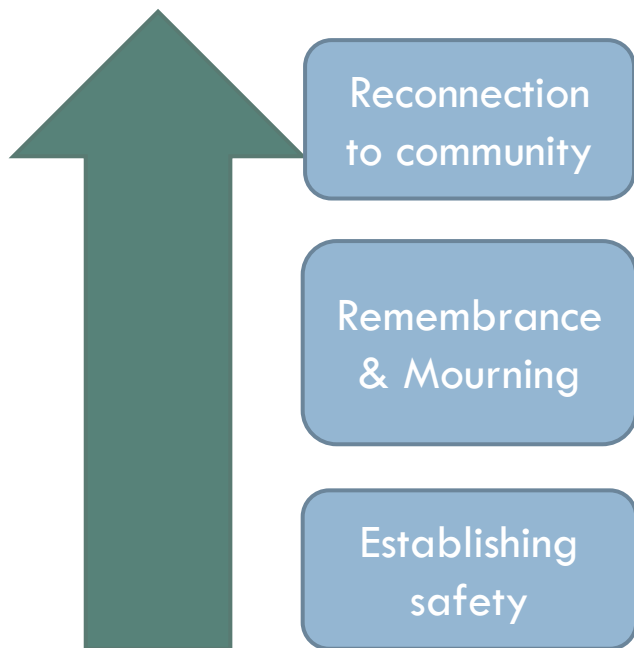 Reconnection
to community
Remembrance
& Mourning
Establishing
safety